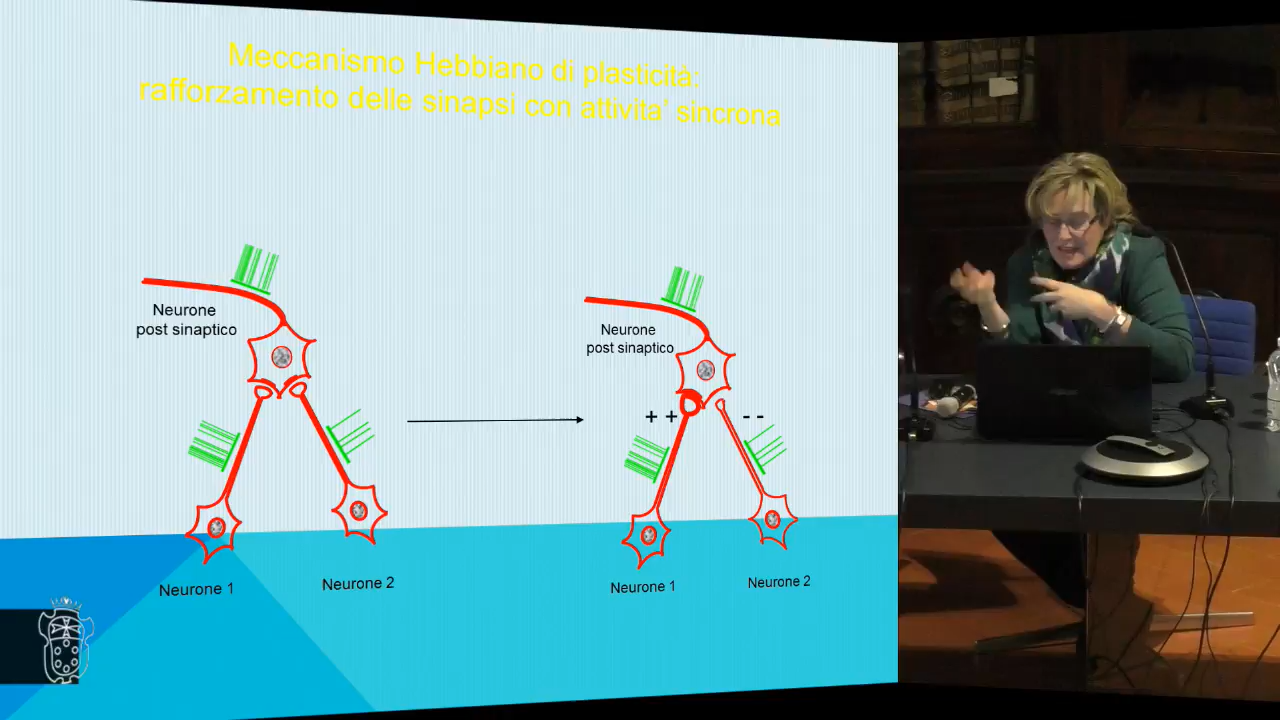 Meccanismo Hebbiano di plasticità:
rafforzamento delle sinapsi con attivita' sincrona
Neurone
post sinaptico
Neurone 1
Neurone 2
Neurone
post sinaptico
+ +
- -
Neurone 1
Neurone 2